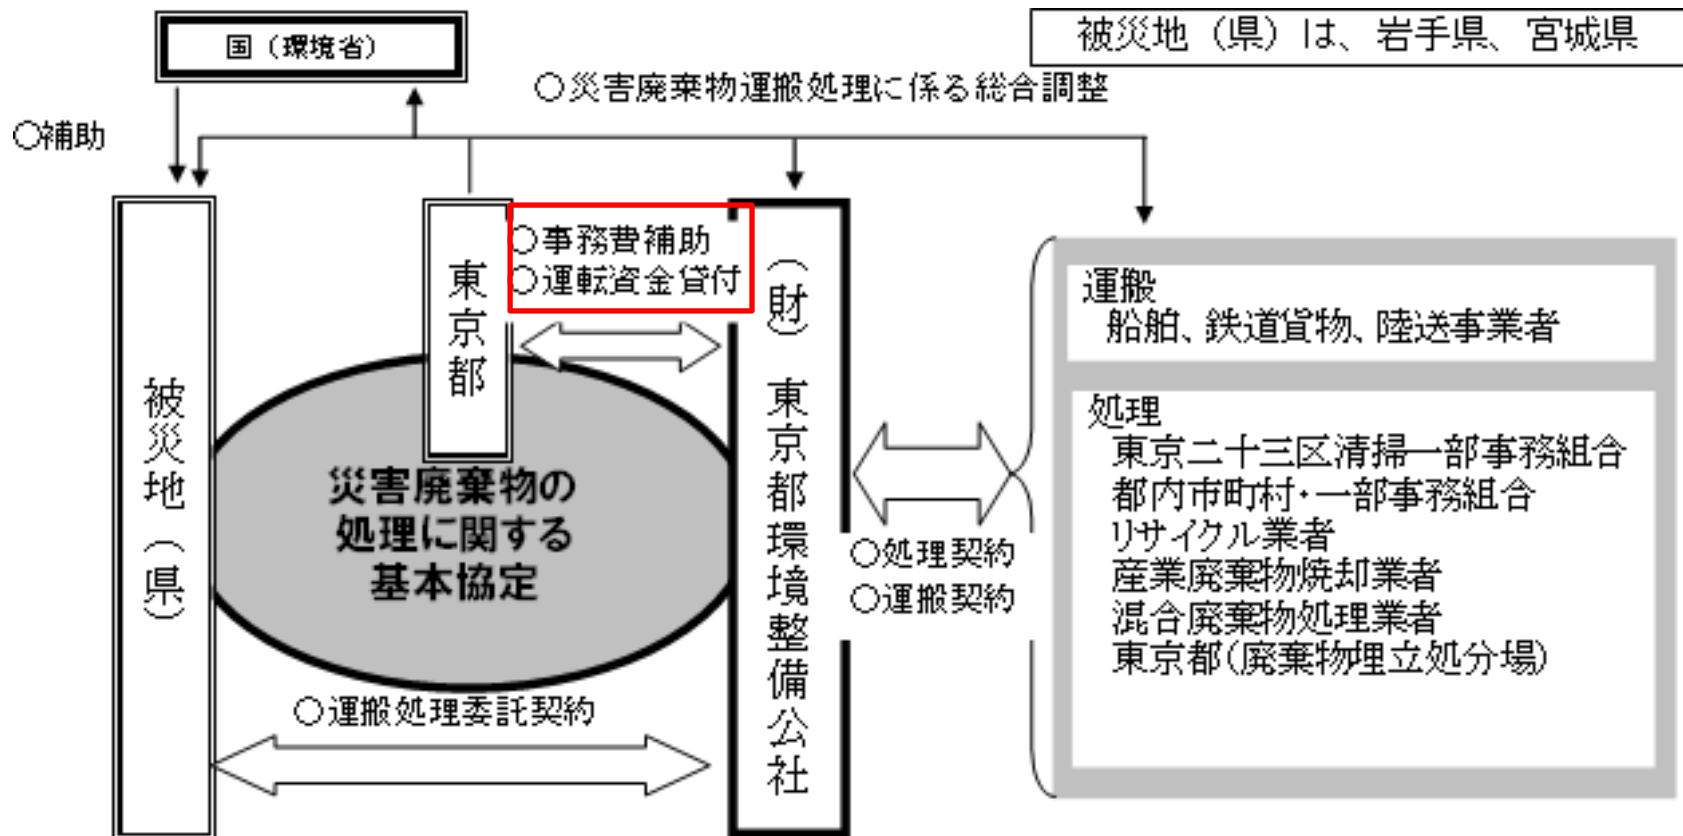 国（環境省）
被災地（県）は、岩手県、宮城県
○災害廃棄物運搬処理に係る総合調整
○補助
被災地（県）
東京都
○事務費補助
○運転資金貸付
（財）東京都環境整備公社
災害廃棄物の
処理に関する
基本協定
○運搬処理委託契約
○処理契約
○運搬契約
運搬
船舶、鉄道貨物、陸送事業者
処理
東京二十三区清掃一部事務組合
都内市町村・一部事務組合
リサイクル業者
産業廃棄物焼却業者
混合廃棄物処理業者
東京都（廃棄物埋立処分場）